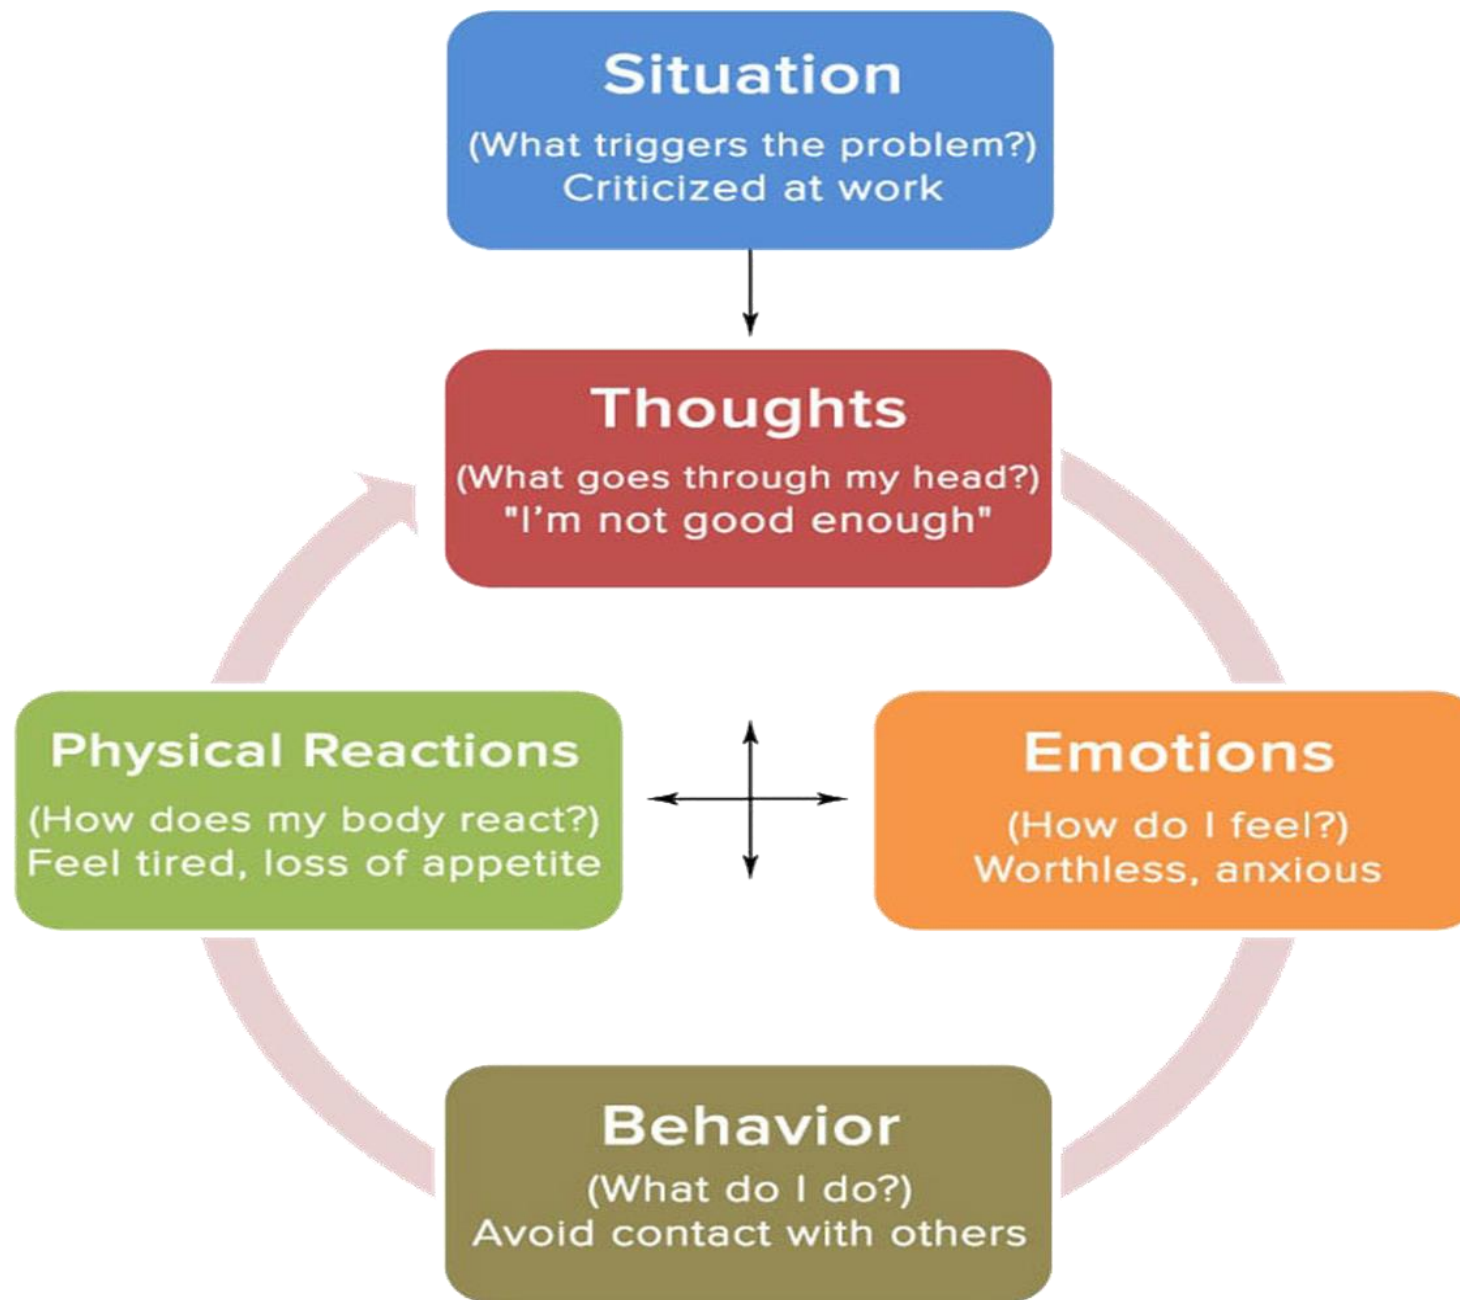 Situation
(What triggers the problem?)
Criticized at work
Thoughts
(What goes through my head?)
"I’m not good enough"
Physical Reactions
(How does my body react?)
Feel tired, loss of appetite
Emotions
(How do I feel?)
Worthless, anxious
Behavior
(What do I do?)
Avoid contact with others